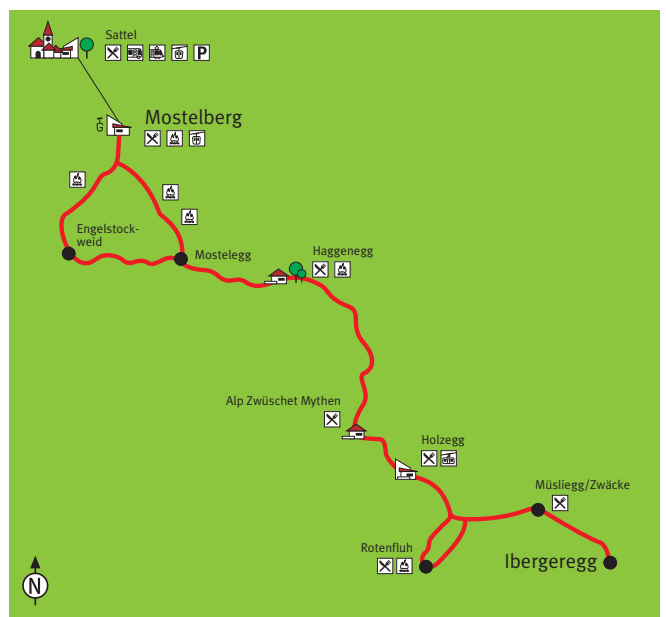 Sattel
P
Mostelberg
G
Engelstock-
weid
Mostelegg
Haggenegg
Alp Zwüschet Mythen
Holzegg
Müsliegg/Zwäcke
Rotenfluh
Ibergeregg
N